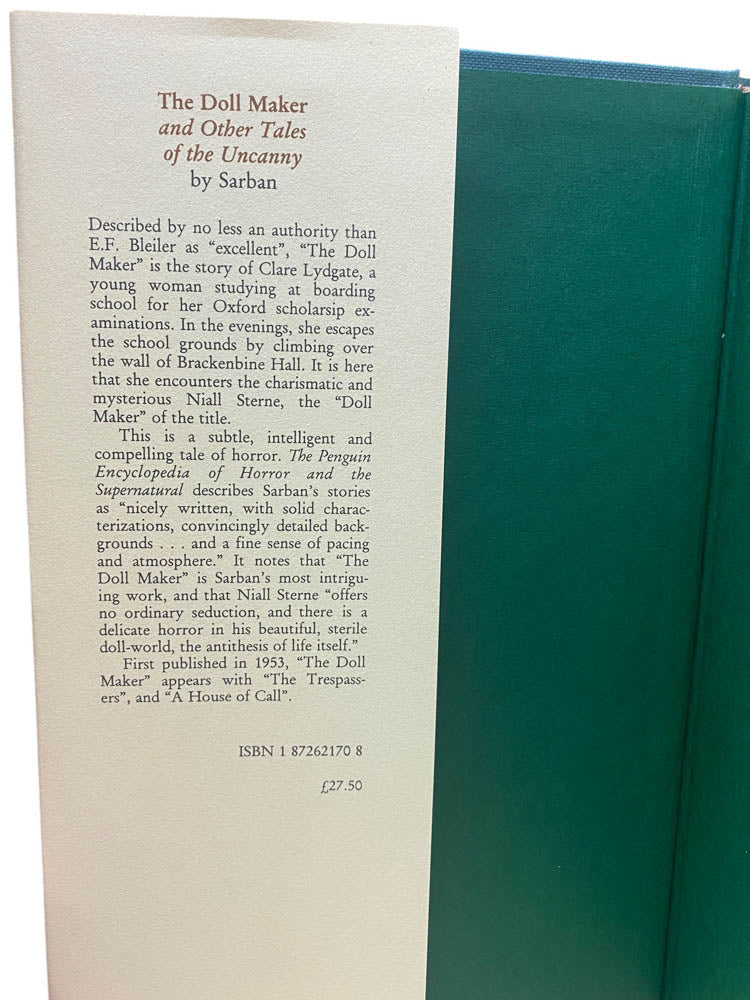 The Doll Maker
and Other Tales
of the Uncanny
by Sarban
Described by no less an authority than
E.F. Bleiler as “excellent”, “The Doll
Maker” is the story of Clare Lydgate, a
young woman studying at boarding
school for her Oxford scholarsip ex-
aminations. In the evenings, she escapes
the school grounds by climbing over
the wall of Brackenbine Hall. It is here
that she encounters the charismatic and
mysterious Niall Sterne, the “Doll
Maker” of the title.
This is a subtle, intelligent and
compelling tale of horror. The Penguin
Encyclopedia of Horror and the
Supernatural describes Sarban’s stories
as “nicely written, with solid charac-
terizations, convincingly detailed back-
grounds . . . and a fine sense of pacing
and atmosphere.” It notes that “The
Doll Maker” is Sarban’s most intrigu-
ing work, and that Niall Sterne “offers
no ordinary seduction, and there is a
delicate horror in his beautiful, sterile
doll-world, the antithesis of life itself.”
First published in 1953, “The Doll
Maker” appears with “The Trespass-
ers”, and “A House of Call”.
ISBN 1 87262170 8
£27.50